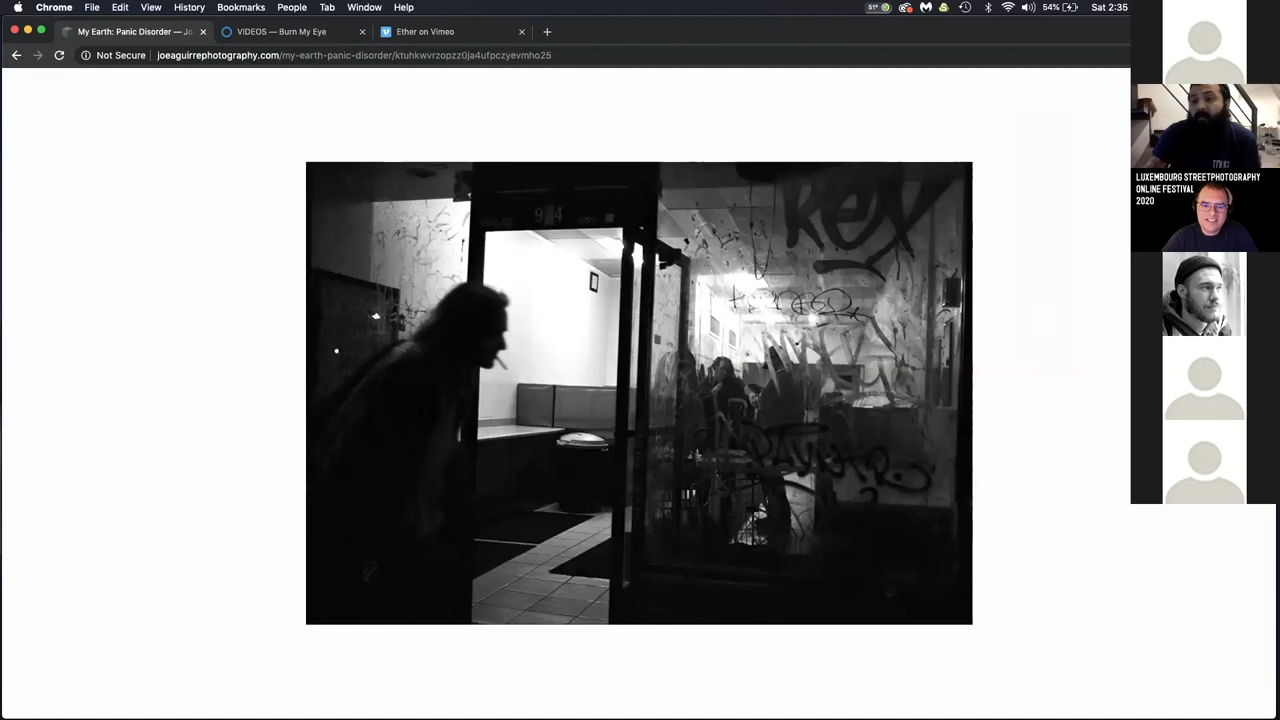 Chrome File Edit View History Bookmarks People Tab Window Help 51° 54% Sat 2:35
My Earth: Panic Disorder — Jo
VIDEOS — Burn My Eye
Ether on Vimeo
Not Secure joeaguirrephotography.com/my-earth-panic-disorder/ktuhkwvrzopzz0ja4ufpczyevmho25
LUXEMBOURG STREETPHOTOGRAPHY
ONLINE FESTIVAL
2020
REX